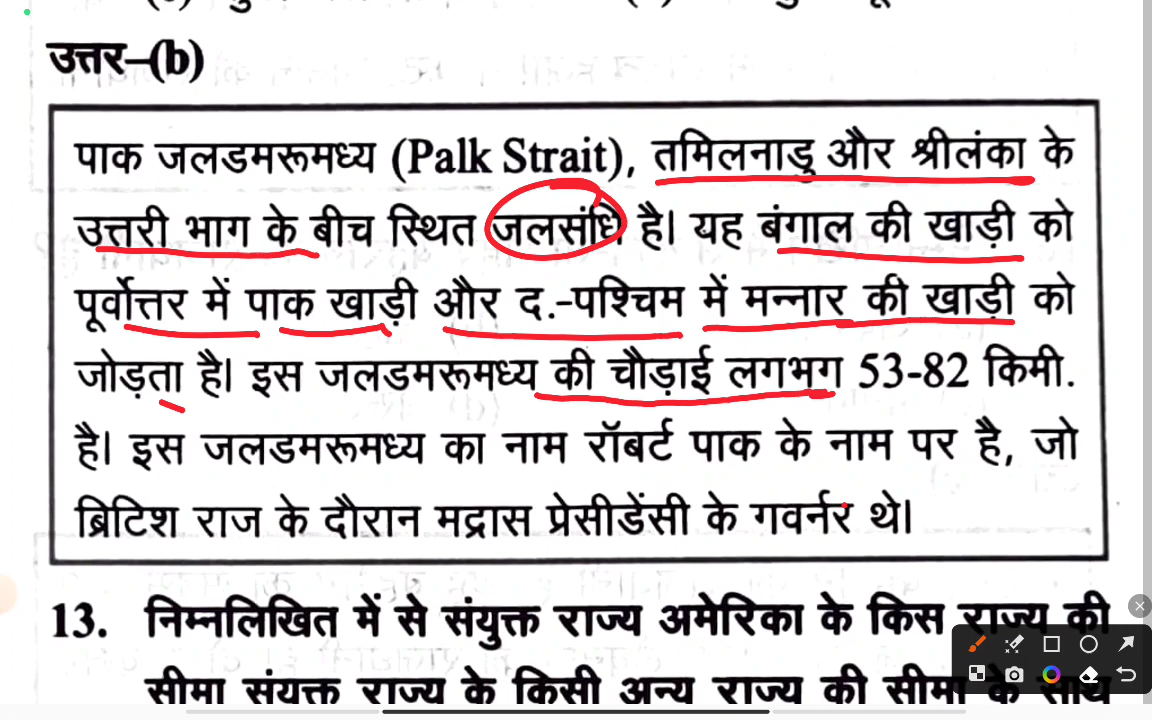 उत्तर–(b)
पाक जलडमरूमध्य (Palk Strait), तमिलनाडु और श्रीलंका के
उत्तरी भाग के बीच स्थित जलसंधि है। यह बंगाल की खाड़ी को
पूर्वोत्तर में पाक खाड़ी और द.-पश्चिम में मन्नार की खाड़ी को
जोड़ता है। इस जलडमरूमध्य की चौड़ाई लगभग 53-82 किमी.
है। इस जलडमरूमध्य का नाम रॉबर्ट पाक के नाम पर है, जो
ब्रिटिश राज के दौरान मद्रास प्रेसीडेंसी के गवर्नर थे।
13. निम्नलिखित में से संयुक्त राज्य अमेरिका के किस राज्य की
सीमा संयुक्त राज्य के किसी अन्य राज्य की सीमा के साथ